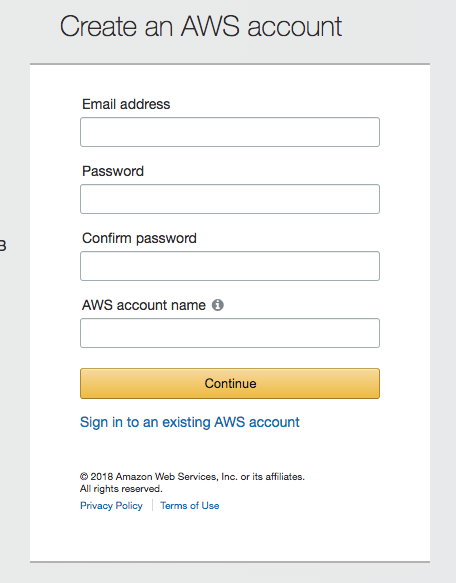 Create an AWS account
Email address
Password
B
Confirm password
AWS account name
Continue
Sign in to an existing AWS account
© 2018 Amazon Web Services, Inc. or its affiliates.
All rights reserved.
Privacy Policy | Terms of Use